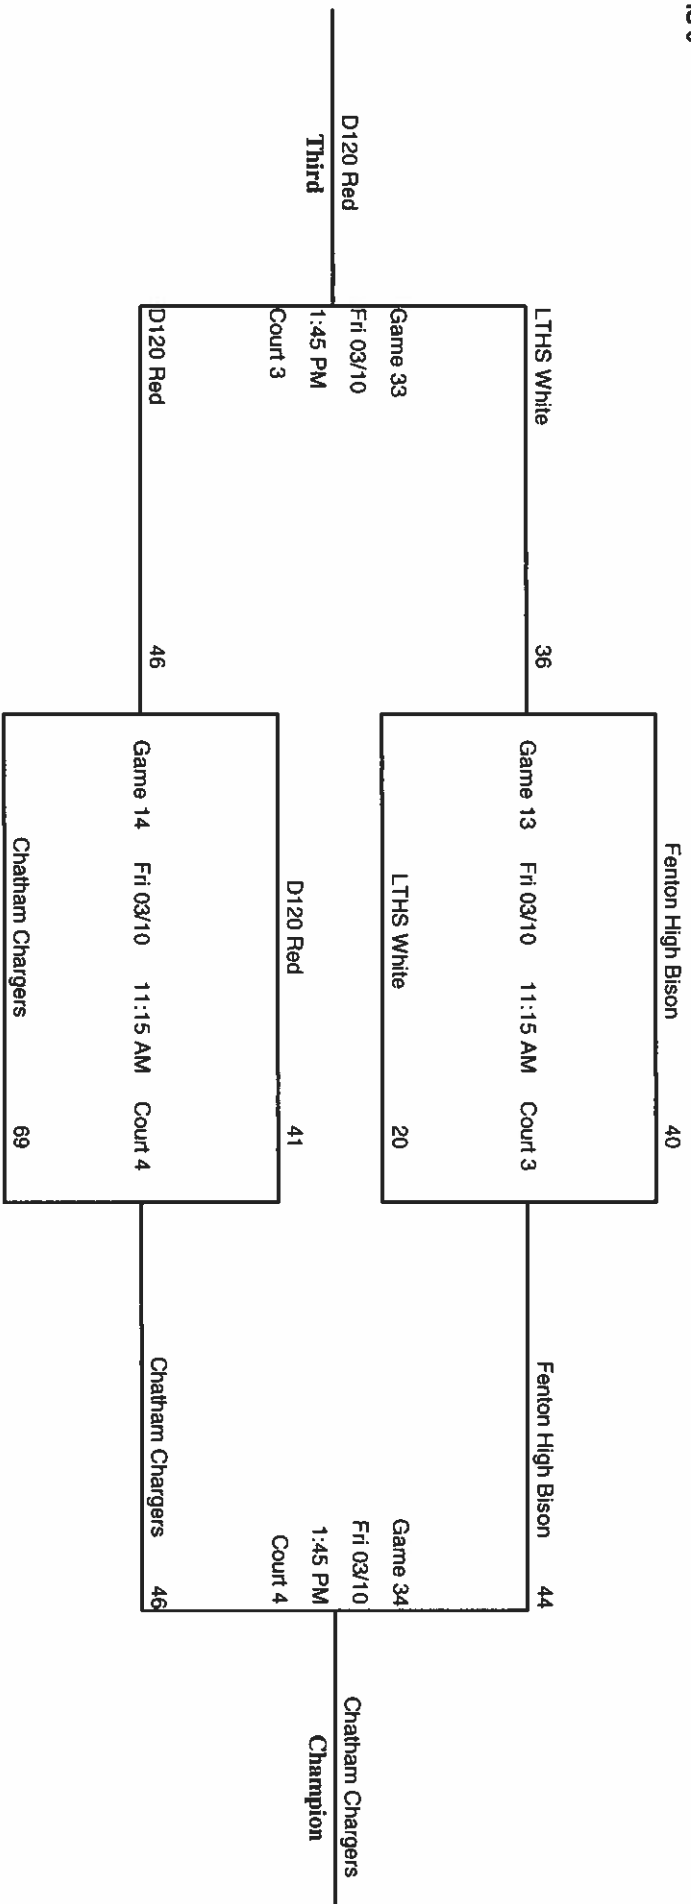 Fenton High Bison 40
LTHS White 36
Game 13 Fri 03/10 11:15 AM Court 3
Fenton High Bison 44
LTHS White 20
D120 Red
Third
Game 33
Fri 03/10
1:45 PM
Court 3
Game 34
Fri 03/10
1:45 PM
Court 4
Chatham Chargers
Champion
D120 Red 41
D120 Red 46
Game 14 Fri 03/10 11:15 AM Court 4
Chatham Chargers 46
Chatham Chargers 69